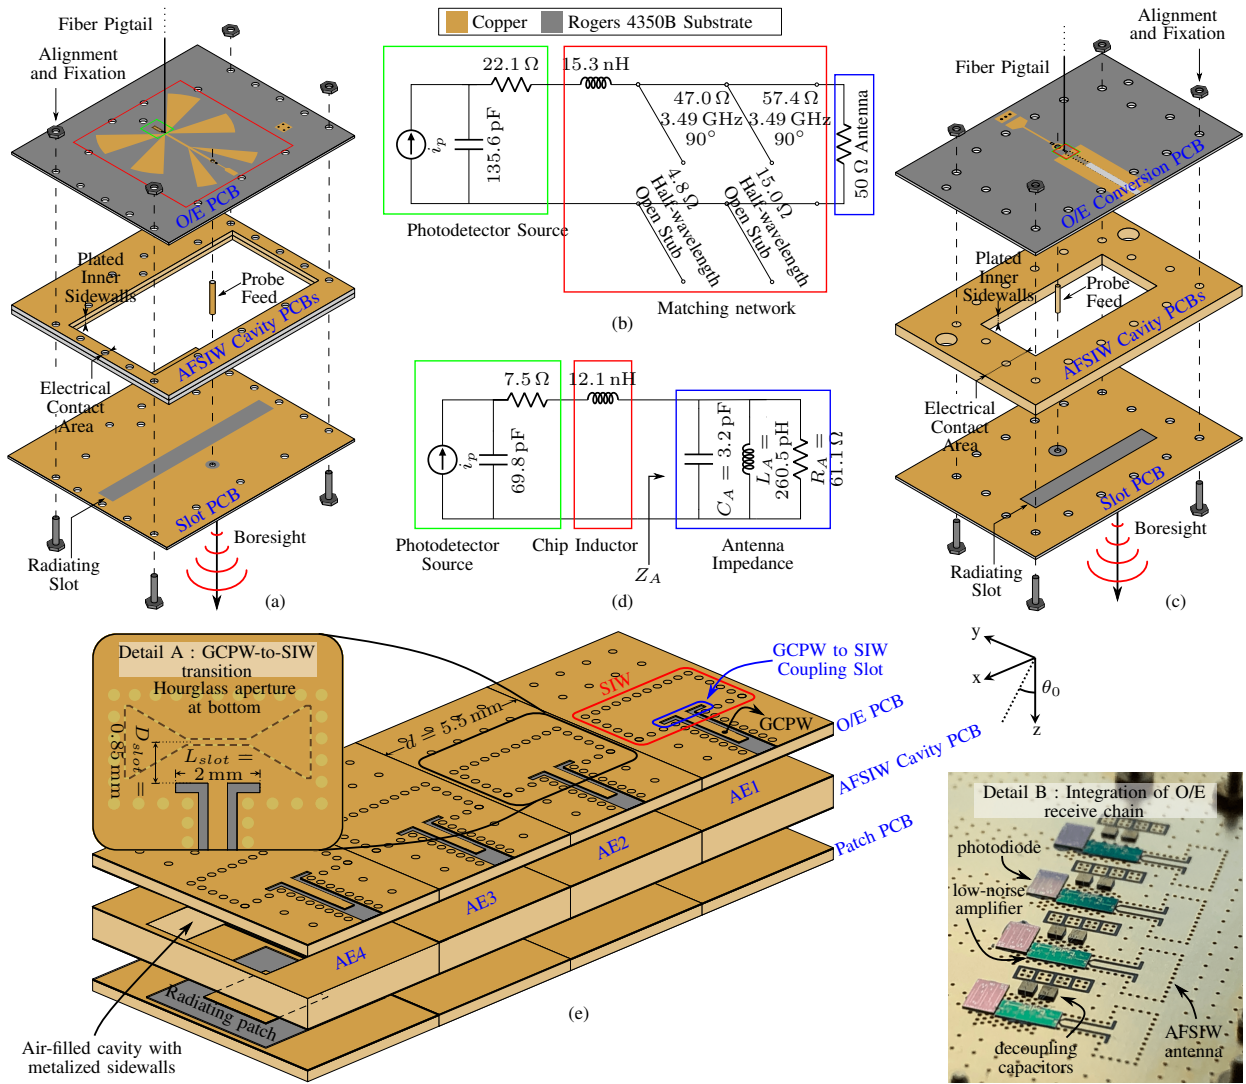 Copper
Rogers 4350B Substrate
Fiber Pigtail
Alignment
and Fixation
O/E PCB
Plated
Inner
Sidewalls
Probe
Feed
AFSIW Cavity PCBs
Electrical
Contact
Area
Slot PCB
Radiating
Slot
Boresight
(a)
22.1 Ω
15.3 nH
i_p
135.6 pF
47.0 Ω
3.49 GHz
90°
57.4 Ω
3.49 GHz
90°
4.8 Ω
Half-wavelength
Open Stub
15.0 Ω
Half-wavelength
Open Stub
50 Ω Antenna
Photodetector Source
Matching network
(b)
Fiber Pigtail
Alignment
and Fixation
O/E Conversion PCB
Plated
Inner
Sidewalls
Probe
Feed
AFSIW Cavity PCBs
Electrical
Contact
Area
Slot PCB
Radiating
Slot
Boresight
(c)
7.5 Ω
12.1 nH
i_p
69.8 pF
C_A = 3.2 pF
L_A =
260.5 pH
R_A =
61.1 Ω
Photodetector
Source
Chip Inductor
Z_A
Antenna
Impedance
(d)
Detail A : GCPW-to-SIW
transition
Hourglass aperture
at bottom
D_slot =
0.85 mm
L_slot =
2 mm
d = 5.5 mm
SIW
GCPW to SIW
Coupling Slot
GCPW
O/E PCB
AFSIW Cavity PCB
Patch PCB
AE1
AE2
AE3
AE4
Radiating patch
Air-filled cavity with
metalized sidewalls
(e)
y
x
z
θ_0
Detail B : Integration of O/E
receive chain
photodiode
low-noise
amplifier
decoupling
capacitors
AFSIW
antenna